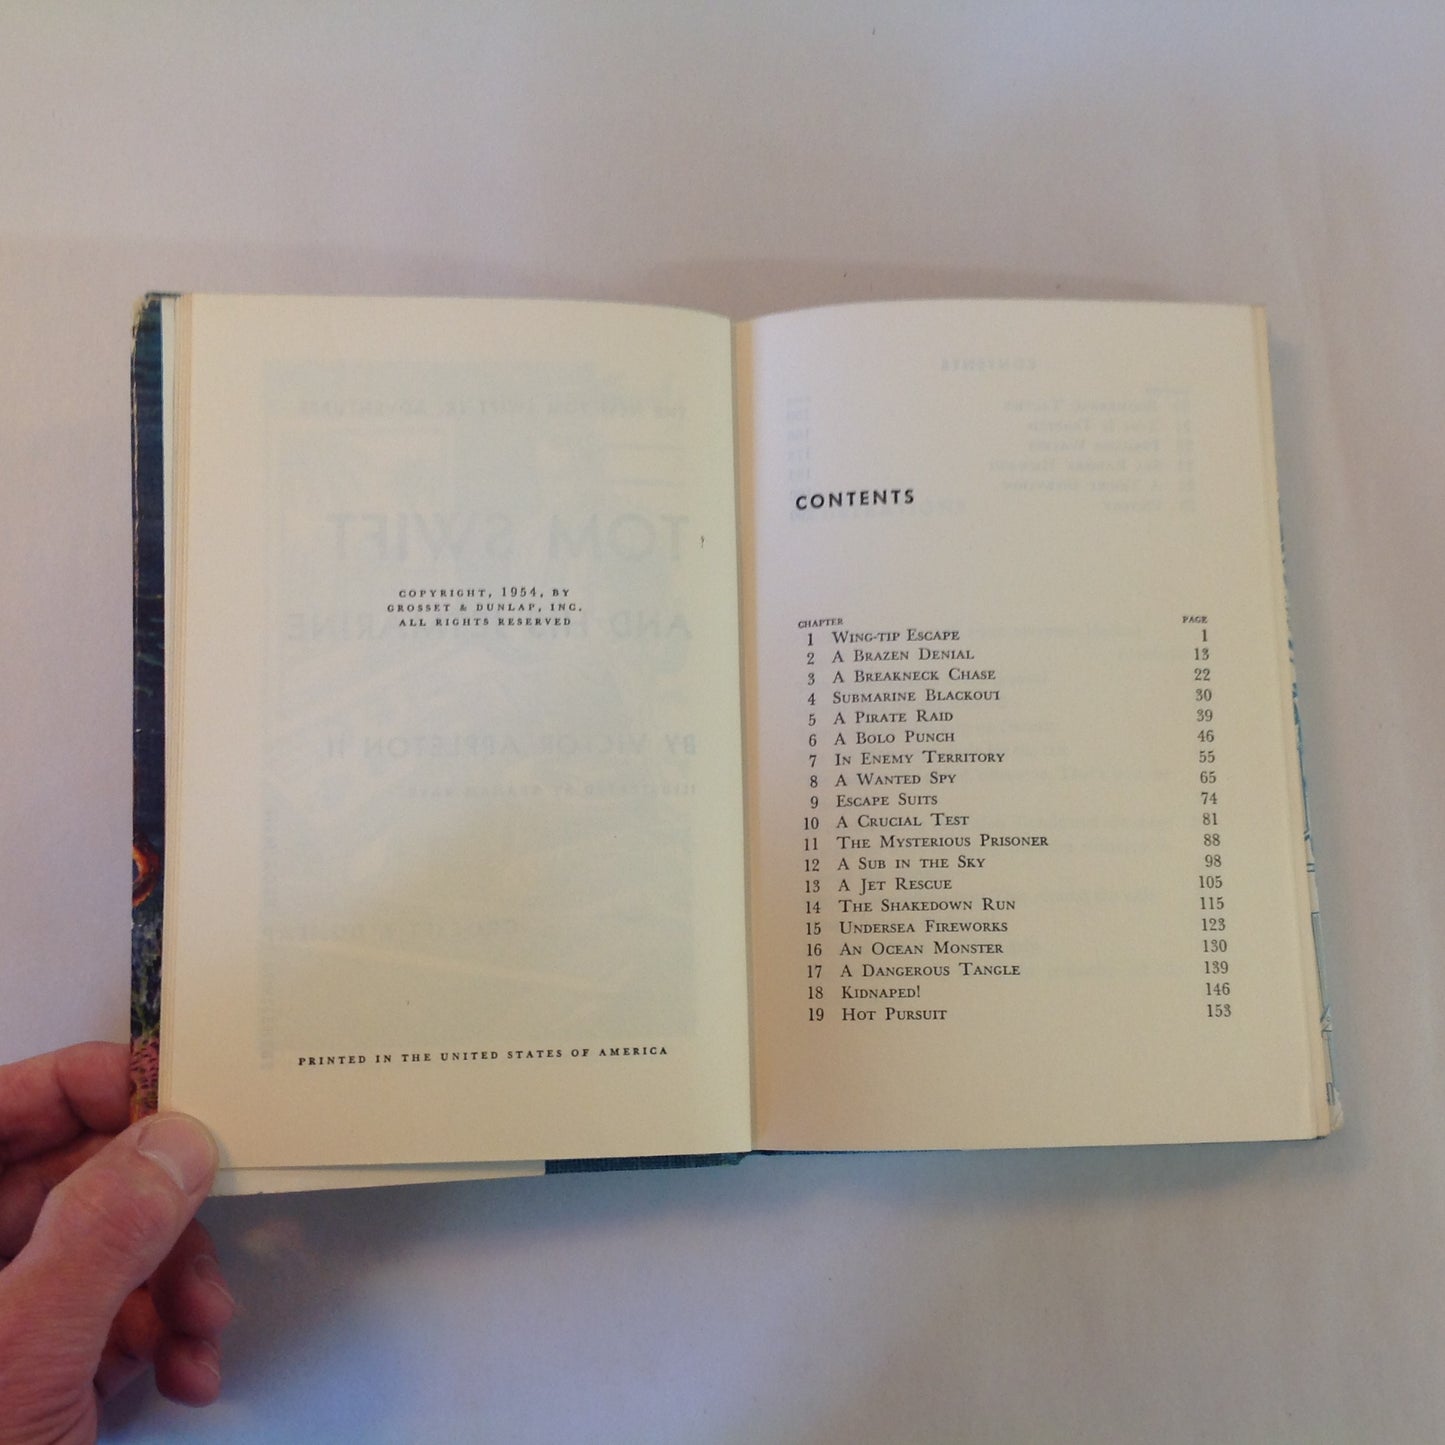 COPYRIGHT, 1954, BY
GROSSET & DUNLAP, INC.
ALL RIGHTS RESERVED
PRINTED IN THE UNITED STATES OF AMERICA
CONTENTS
CHAPTER PAGE
1 WING-TIP ESCAPE 1
2 A BRAZEN DENIAL 13
3 A BREAKNECK CHASE 22
4 SUBMARINE BLACKOUT 30
5 A PIRATE RAID 39
6 A BOLO PUNCH 46
7 IN ENEMY TERRITORY 55
8 A WANTED SPY 65
9 ESCAPE SUITS 74
10 A CRUCIAL TEST 81
11 THE MYSTERIOUS PRISONER 88
12 A SUB IN THE SKY 98
13 A JET RESCUE 105
14 THE SHAKEDOWN RUN 115
15 UNDERSEA FIREWORKS 123
16 AN OCEAN MONSTER 130
17 A DANGEROUS TANGLE 139
18 KIDNAPED! 146
19 HOT PURSUIT 153